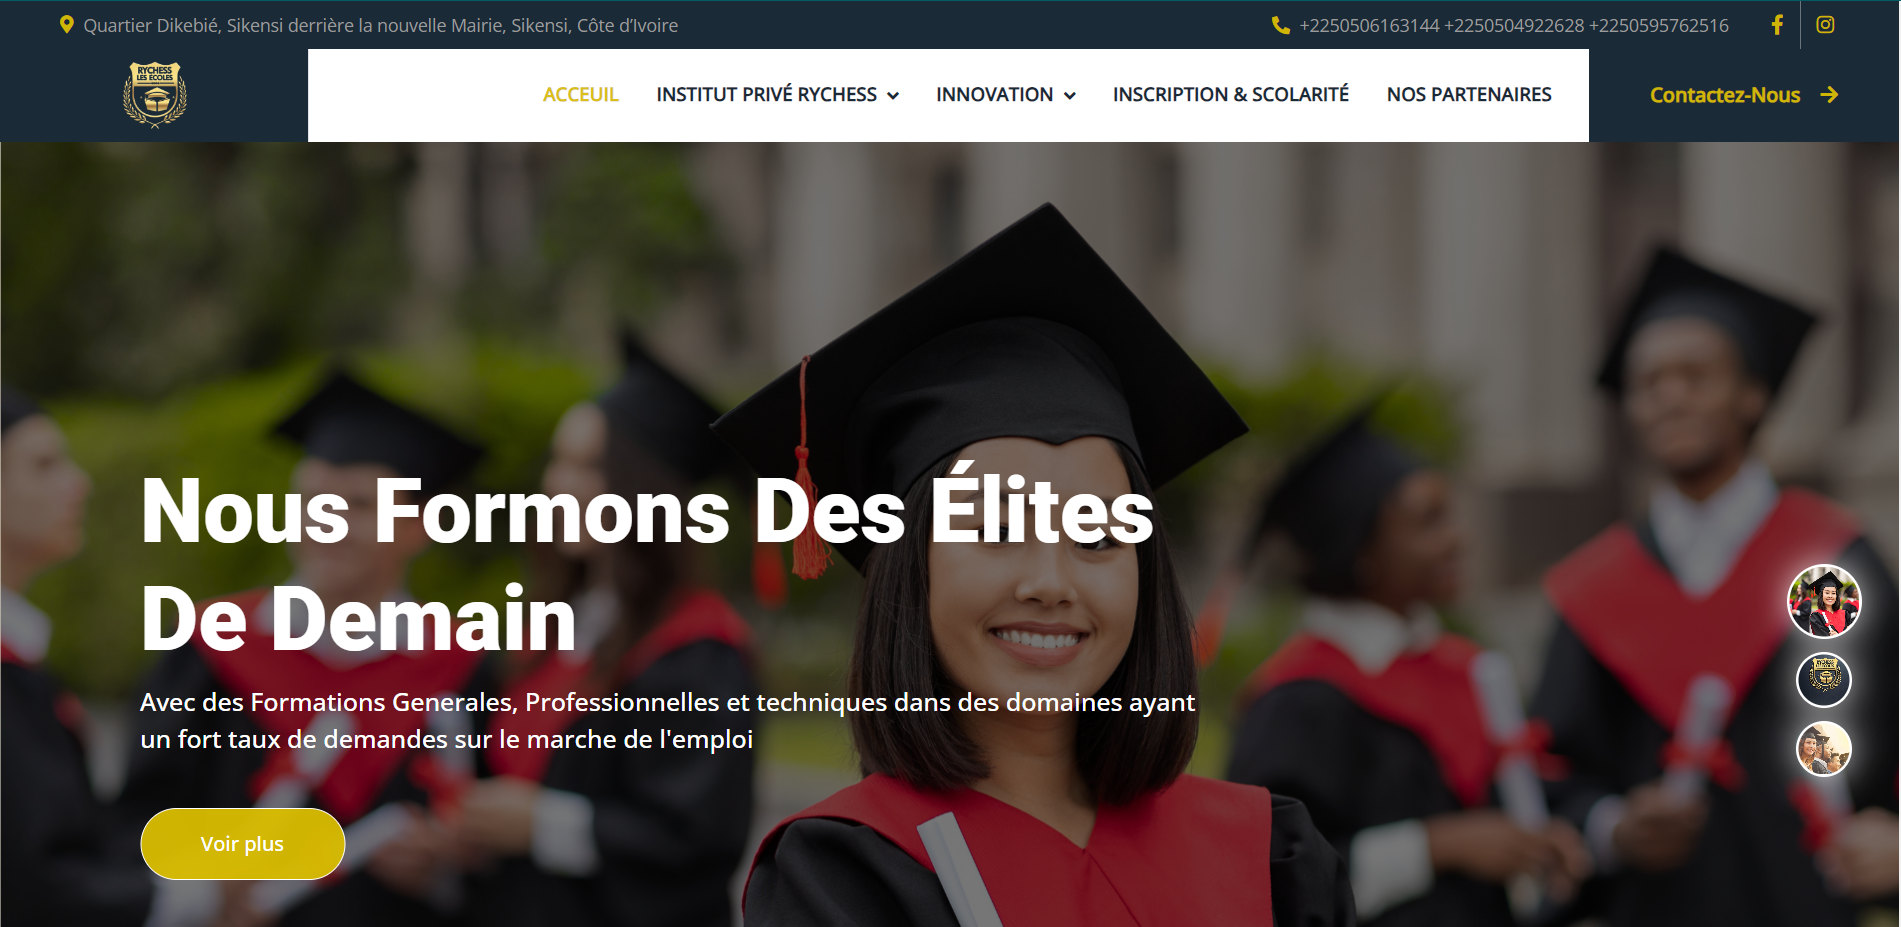 Quartier Dikebié, Sikensi derrière la nouvelle Mairie, Sikensi, Côte d'Ivoire
+2250506163144 +2250504922628 +2250595762516
RYCHESS
LES ECOLES
ACCEUIL INSTITUT PRIVÉ RYCHESS INNOVATION INSCRIPTION & SCOLARITÉ NOS PARTENAIRES
Contactez-Nous
Nous Formons Des Élites
De Demain
Avec des Formations Generales, Professionnelles et techniques dans des domaines ayant
un fort taux de demandes sur le marche de l'emploi
Voir plus